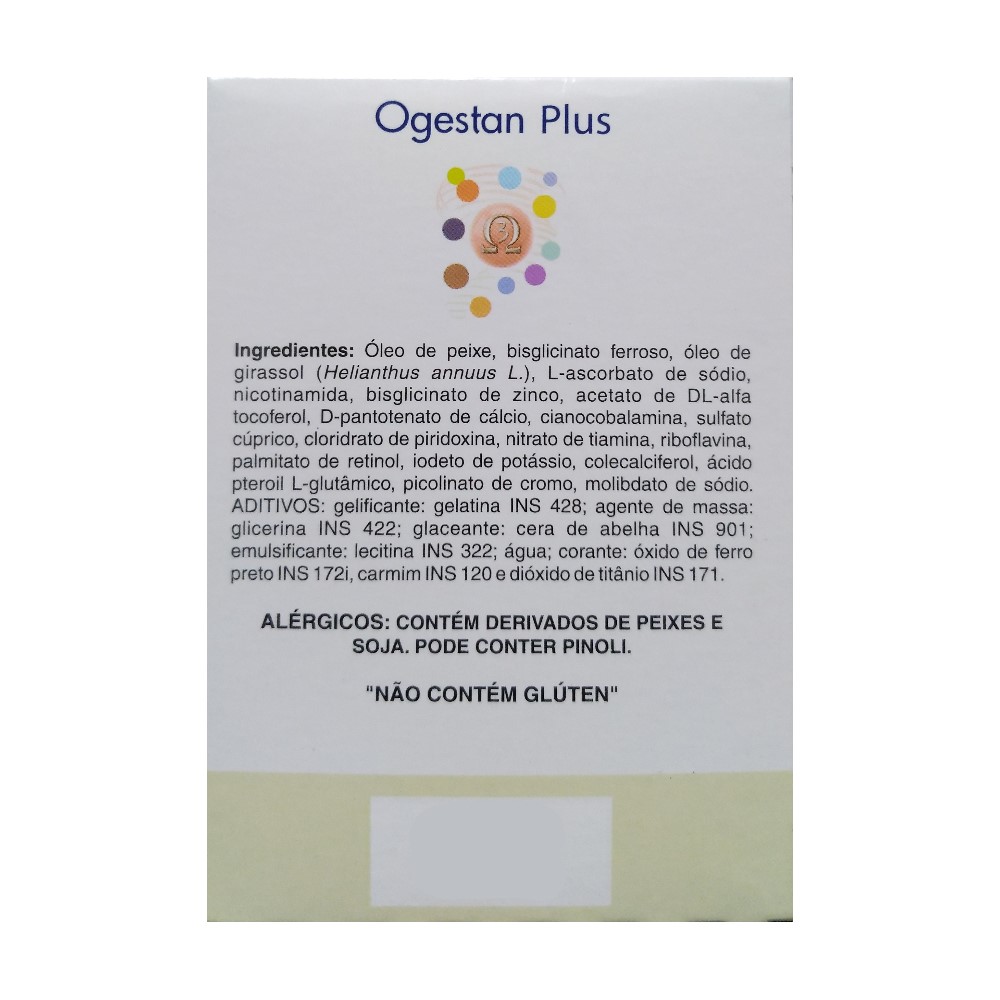 Ogestan Plus
3
Ω
Ingredientes: Óleo de peixe, bisglicinato ferroso, óleo de
girassol (Helianthus annuus L.), L-ascorbato de sódio,
nicotinamida, bisglicinato de zinco, acetato de DL-alfa
tocoferol, D-pantotenato de cálcio, cianocobalamina, sulfato
cúprico, cloridrato de piridoxina, nitrato de tiamina, riboflavina,
palmitato de retinol, iodeto de potássio, colecalciferol, ácido
pteroil L-glutâmico, picolinato de cromo, molibdato de sódio.
ADITIVOS: gelificante: gelatina INS 428; agente de massa:
glicerina INS 422; glaceante: cera de abelha INS 901;
emulsificante: lecitina INS 322; água; corante: óxido de ferro
preto INS 172i, carmim INS 120 e dióxido de titânio INS 171.
ALÉRGICOS: CONTÉM DERIVADOS DE PEIXES E
SOJA. PODE CONTER PINOLI.
"NÃO CONTÉM GLÚTEN"